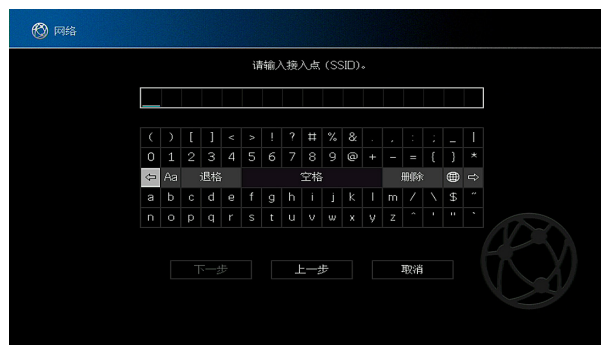 网络
请输入接入点 (SSID)。
( ) [ ] < > ! ? # % & . , : ; _ |
0 1 2 3 4 5 6 7 8 9 @ + - = { } *
⇦ Aa 退格 空格 删除 ⇨
a b c d e f g h i j k l m / \ $ ~
n o p q r s t u v w x y z ^ ' " `
下一步 上一步 取消